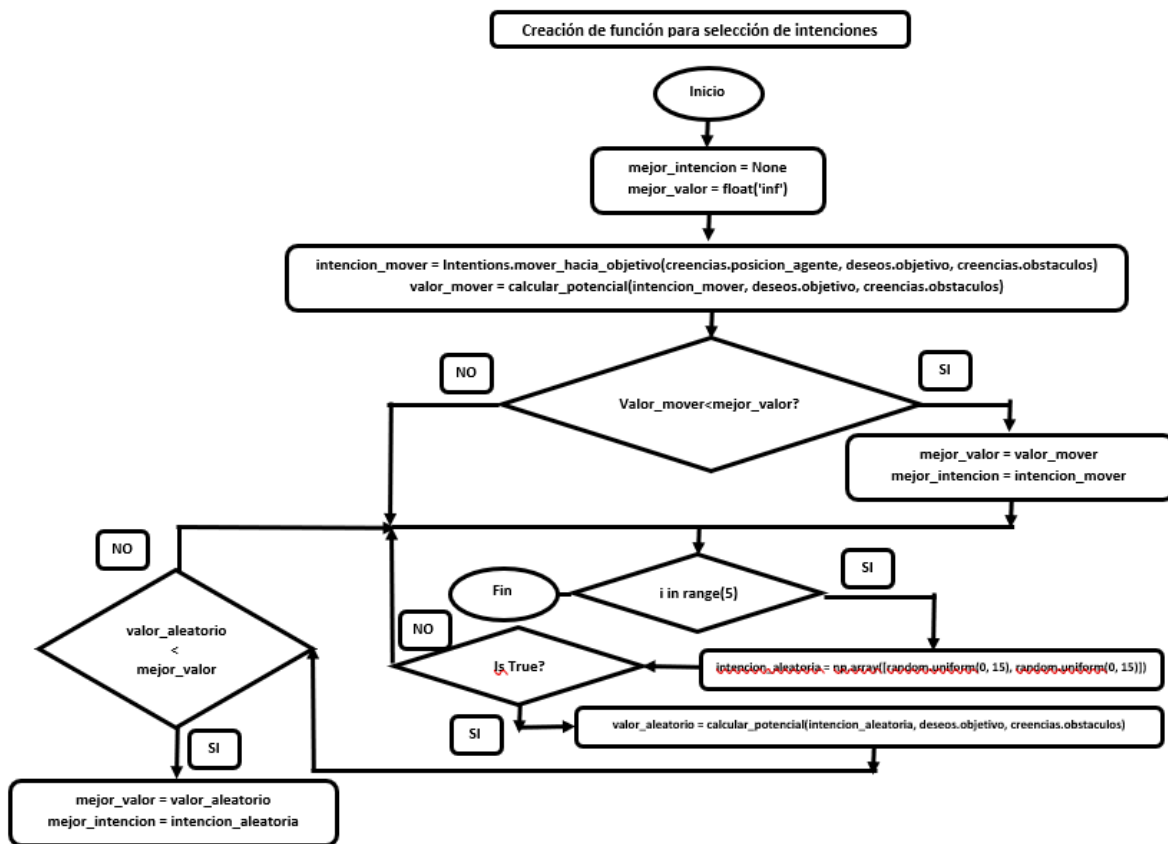 Creación de función para selección de intenciones
Inicio
mejor_intencion = None
mejor_valor = float('inf')
intencion_mover = Intentions.mover_hacia_objetivo(creencias.posicion_agente, deseos.objetivo, creencias.obstaculos)
valor_mover = calcular_potencial(intencion_mover, deseos.objetivo, creencias.obstaculos)
NO
SI
Valor_mover<mejor_valor?
mejor_valor = valor_mover
mejor_intencion = intencion_mover
NO
SI
Fin
i in range(5)
NO
valor_aleatorio
<
mejor_valor
Is True?
intencion_aleatoria = np.array([random.uniform(0, 15), random.uniform(0, 15)])
SI
valor_aleatorio = calcular_potencial(intencion_aleatoria, deseos.objetivo, creencias.obstaculos)
SI
mejor_valor = valor_aleatorio
mejor_intencion = intencion_aleatoria